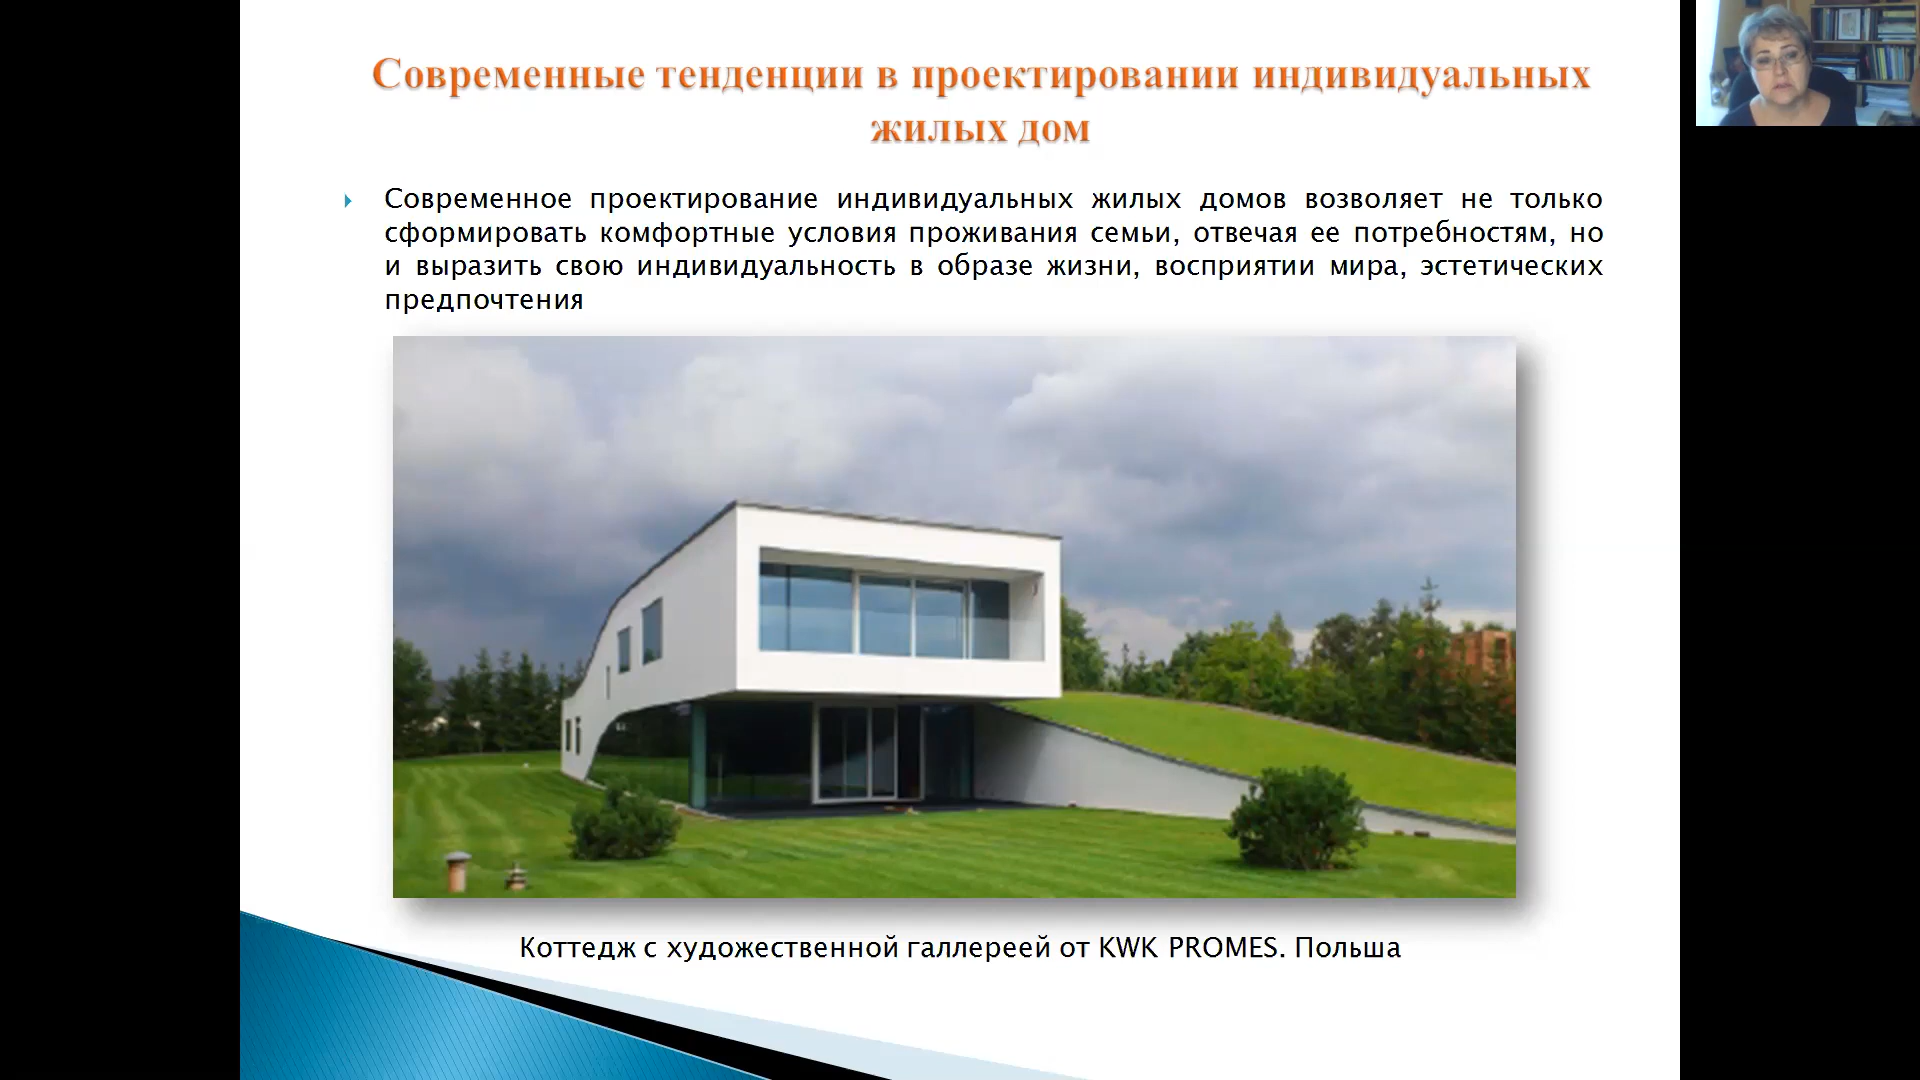 Современные тенденции в проектировании индивидуальных
жилых дом
Современное проектирование индивидуальных жилых домов возволяет не только
сформировать комфортные условия проживания семьи, отвечая ее потребностям, но
и выразить свою индивидуальность в образе жизни, восприятии мира, эстетических
предпочтения
Коттедж с художественной галлереей от KWK PROMES. Польша